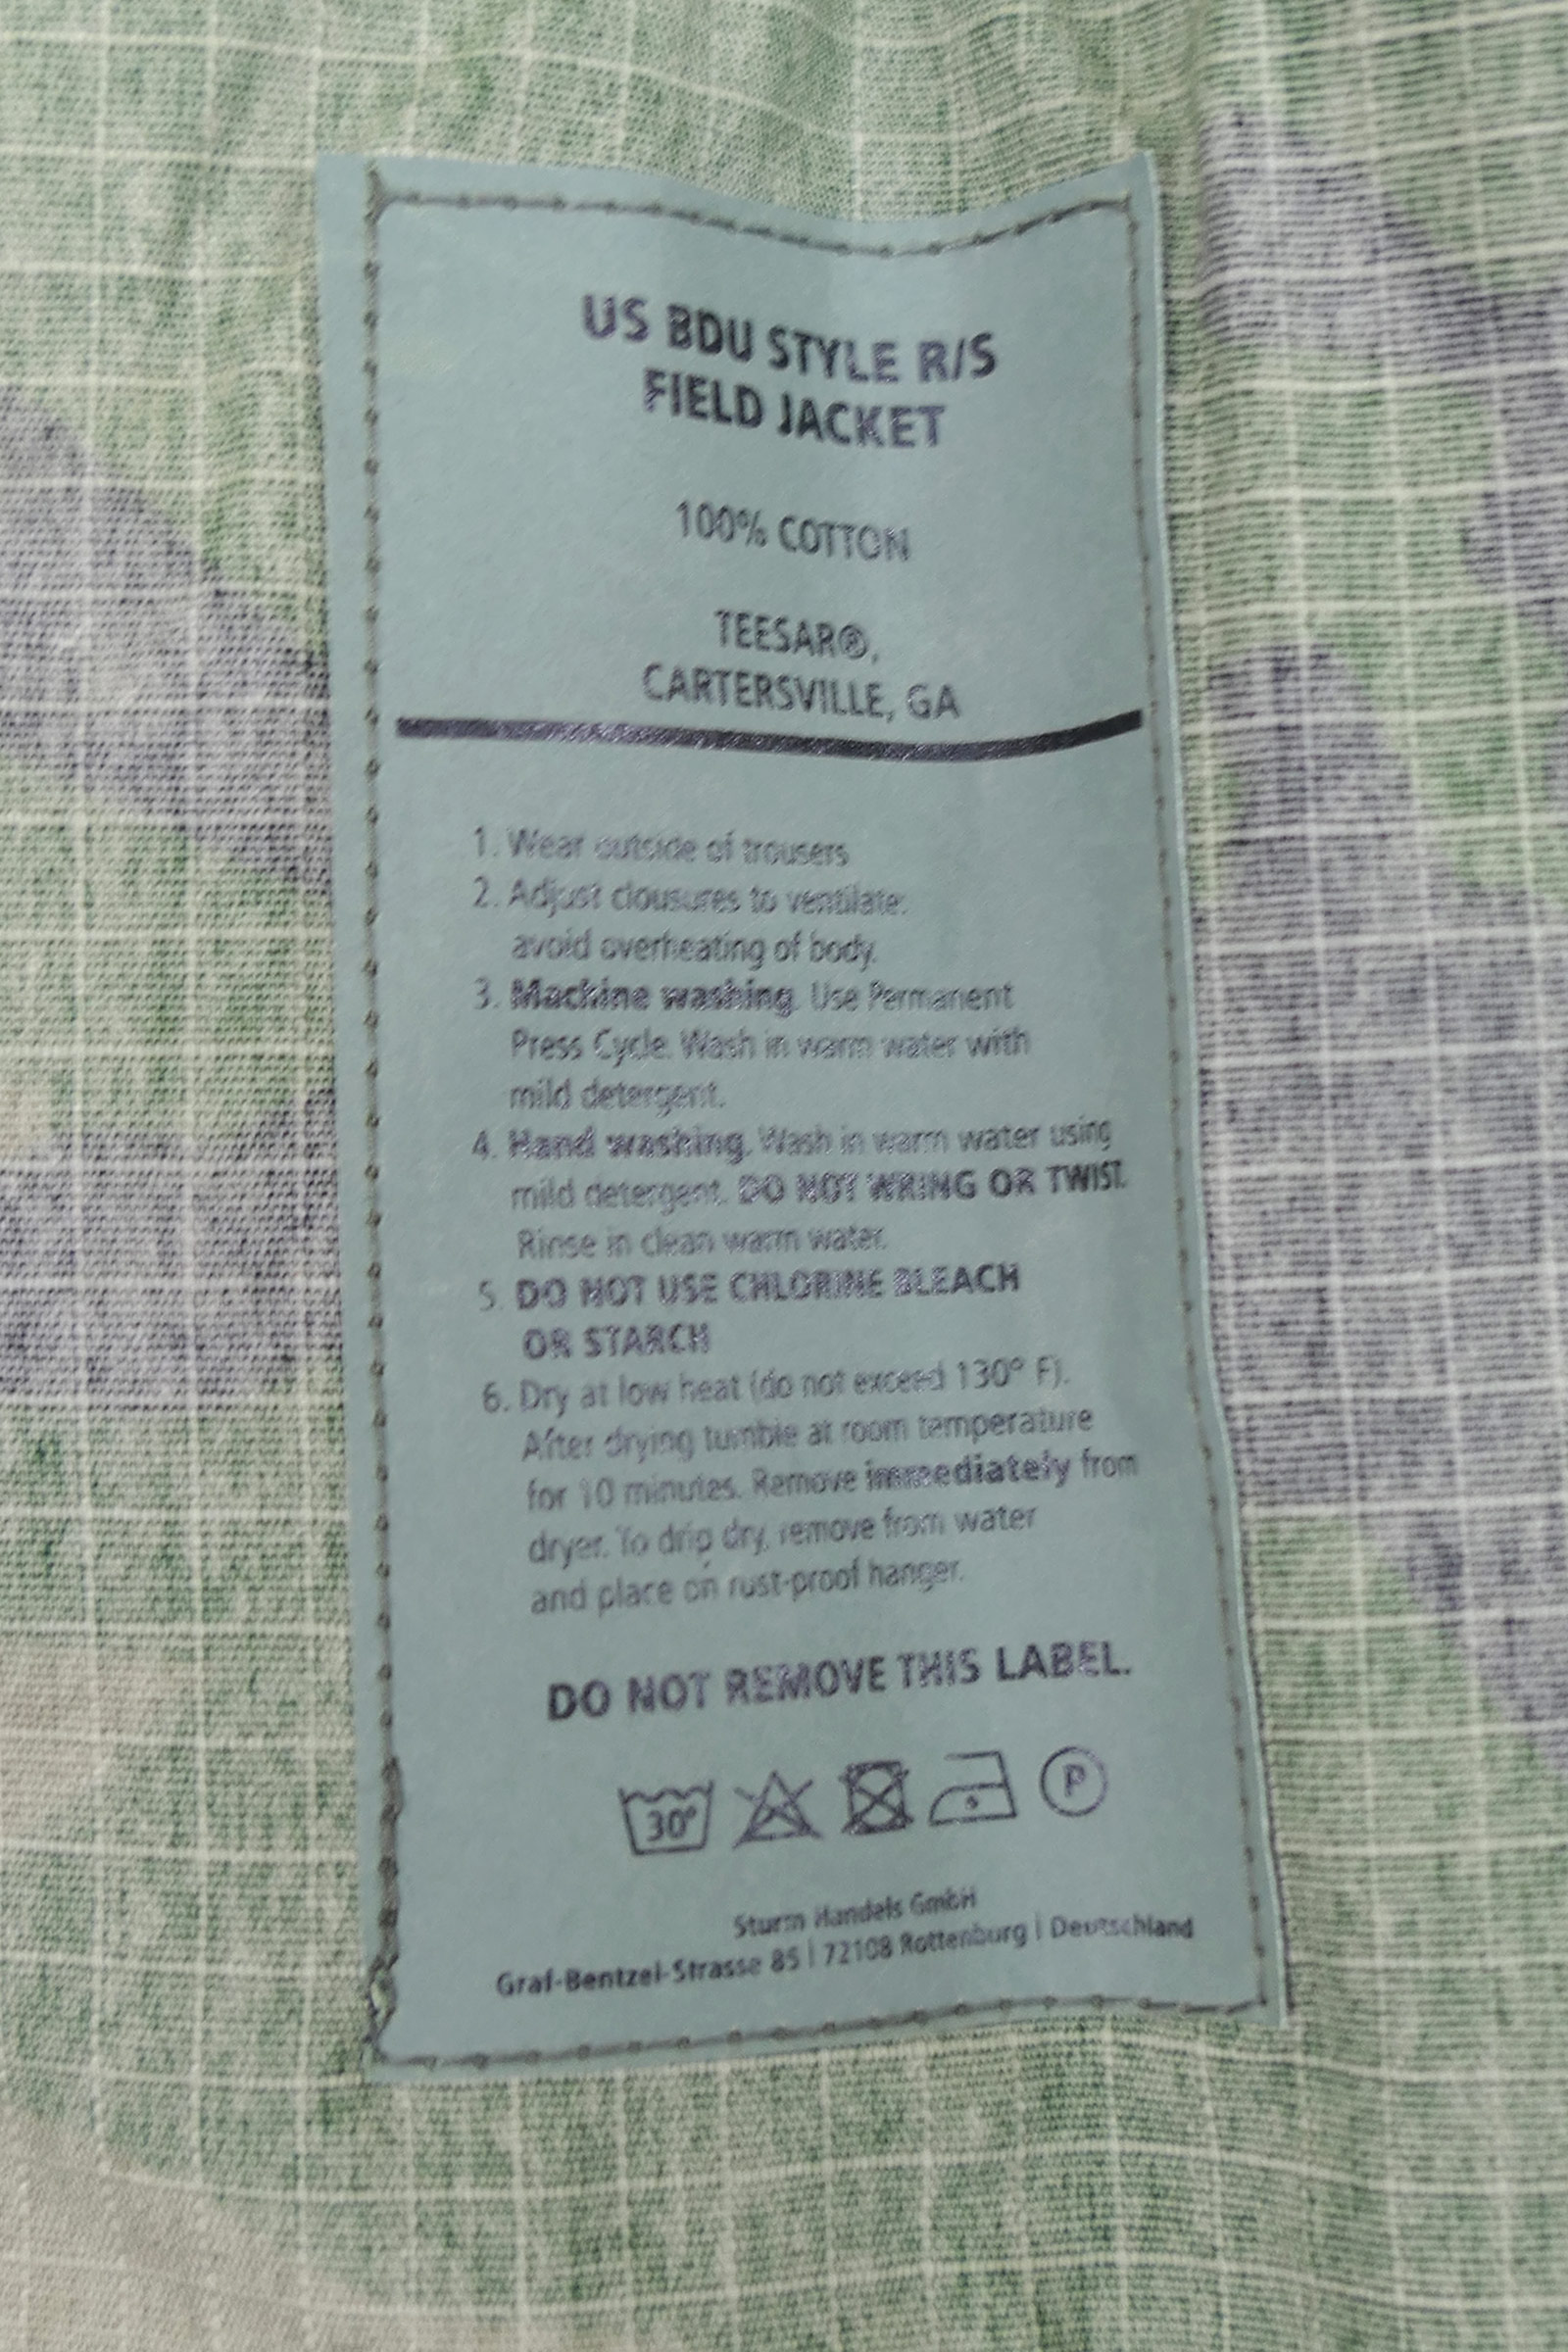 US BDU STYLE R/S
FIELD JACKET
100% COTTON
TEESAR®,
CARTERSVILLE, GA
1. Wear outside of trousers
2. Adjust clousures to ventilate:
avoid overheating of body.
3. Machine washing. Use Permanent
Press Cycle. Wash in warm water with
mild detergent.
4. Hand washing. Wash in warm water using
mild detergent. DO NOT WRING OR TWIST.
Rinse in clean warm water.
5. DO NOT USE CHLORINE BLEACH
OR STARCH
6. Dry at low heat (do not exceed 130° F).
After drying tumble at room temperature
for 10 minutes. Remove immediately from
dryer. To drip dry, remove from water
and place on rust-proof hanger.
DO NOT REMOVE THIS LABEL.
30° P
Sturm Handels GmbH
Graf-Bentzel-Strasse 85 | 72108 Rottenburg | Deutschland